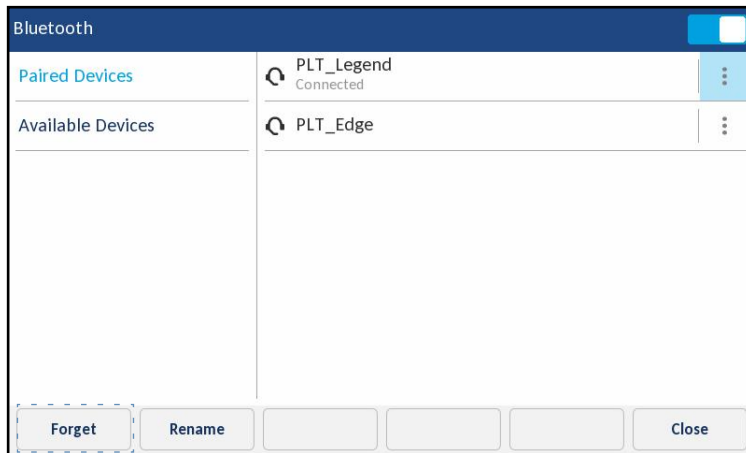 Bluetooth
Paired Devices
Available Devices
PLT_Legend
Connected
PLT_Edge
Forget
Rename
Close